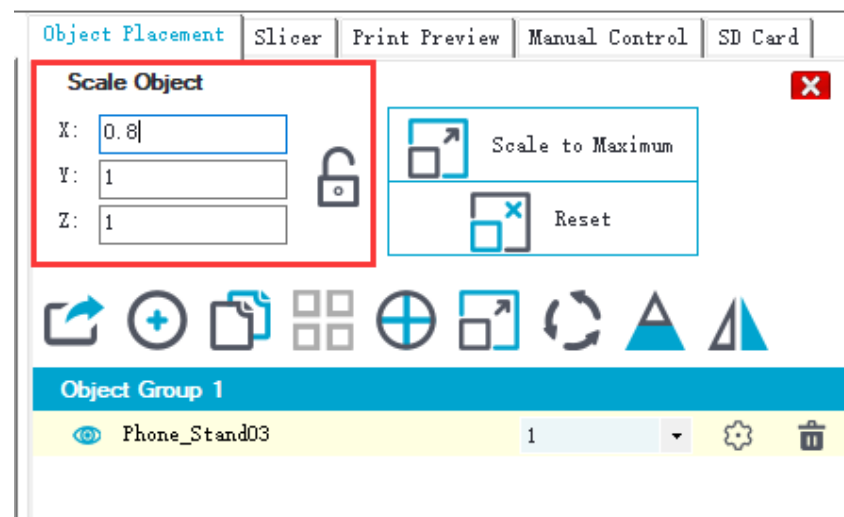 Object Placement Slicer Print Preview Manual Control SD Card
Scale Object
X: 0.8
Y: 1
Z: 1
Scale to Maximum
Reset
Object Group 1
Phone_Stand03 1